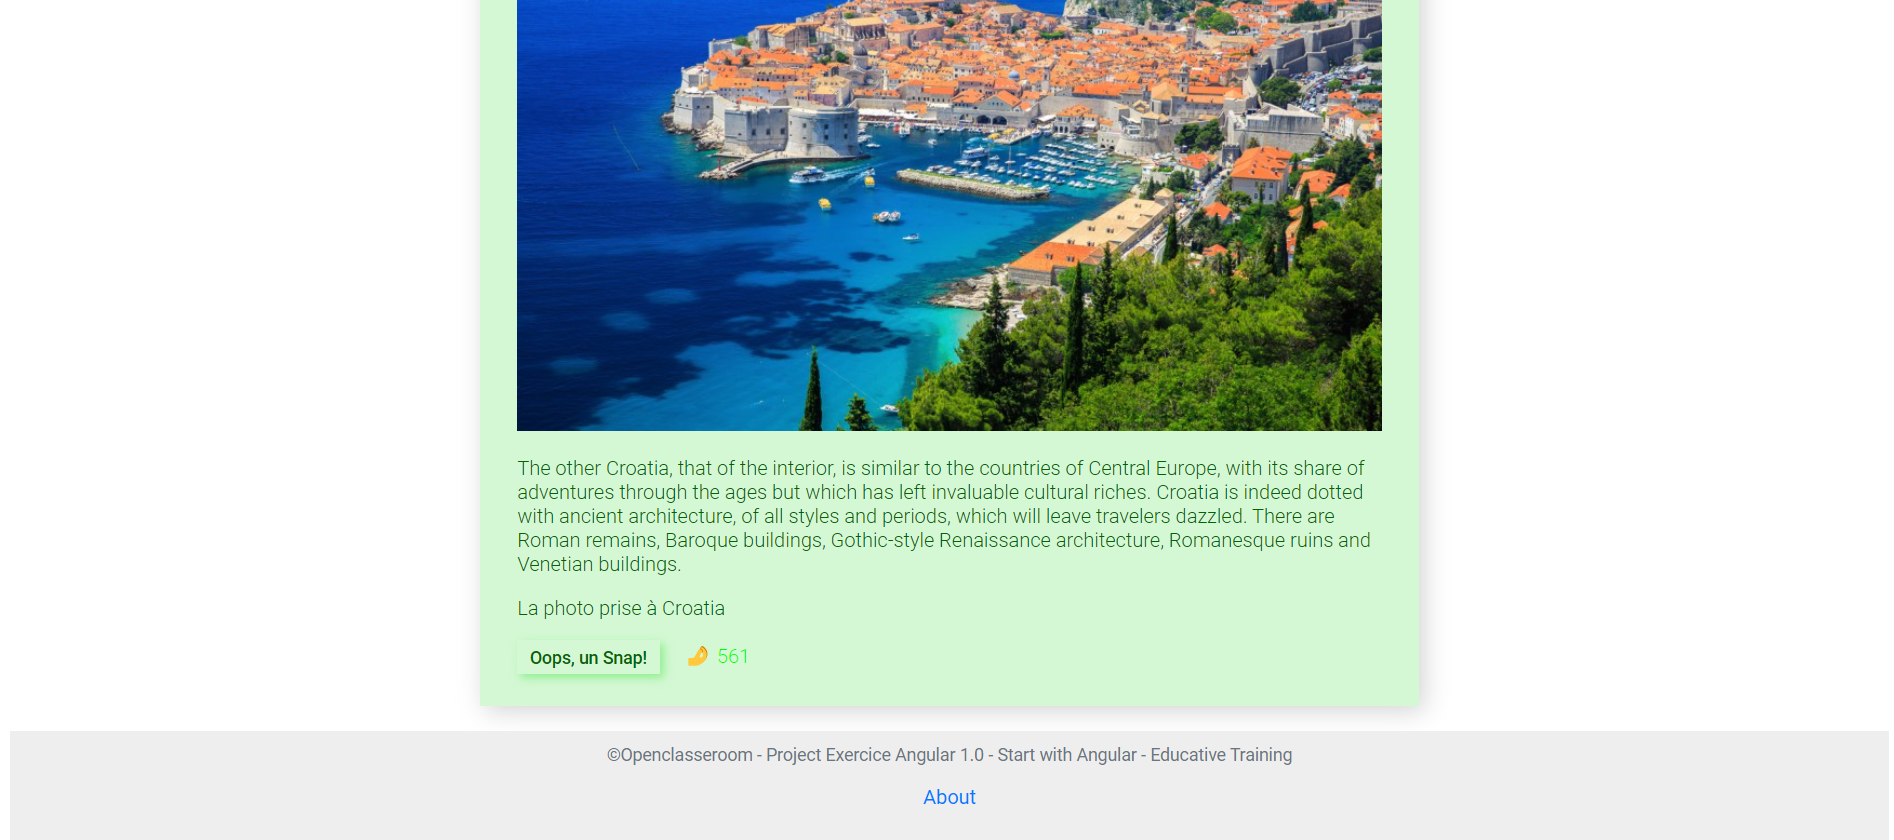 The other Croatia, that of the interior, is similar to the countries of Central Europe, with its share of
adventures through the ages but which has left invaluable cultural riches. Croatia is indeed dotted
with ancient architecture, of all styles and periods, which will leave travelers dazzled. There are
Roman remains, Baroque buildings, Gothic-style Renaissance architecture, Romanesque ruins and
Venetian buildings.
La photo prise à Croatia
Oops, un Snap! 🤌 561
©Openclasseroom - Project Exercice Angular 1.0 - Start with Angular - Educative Training
About